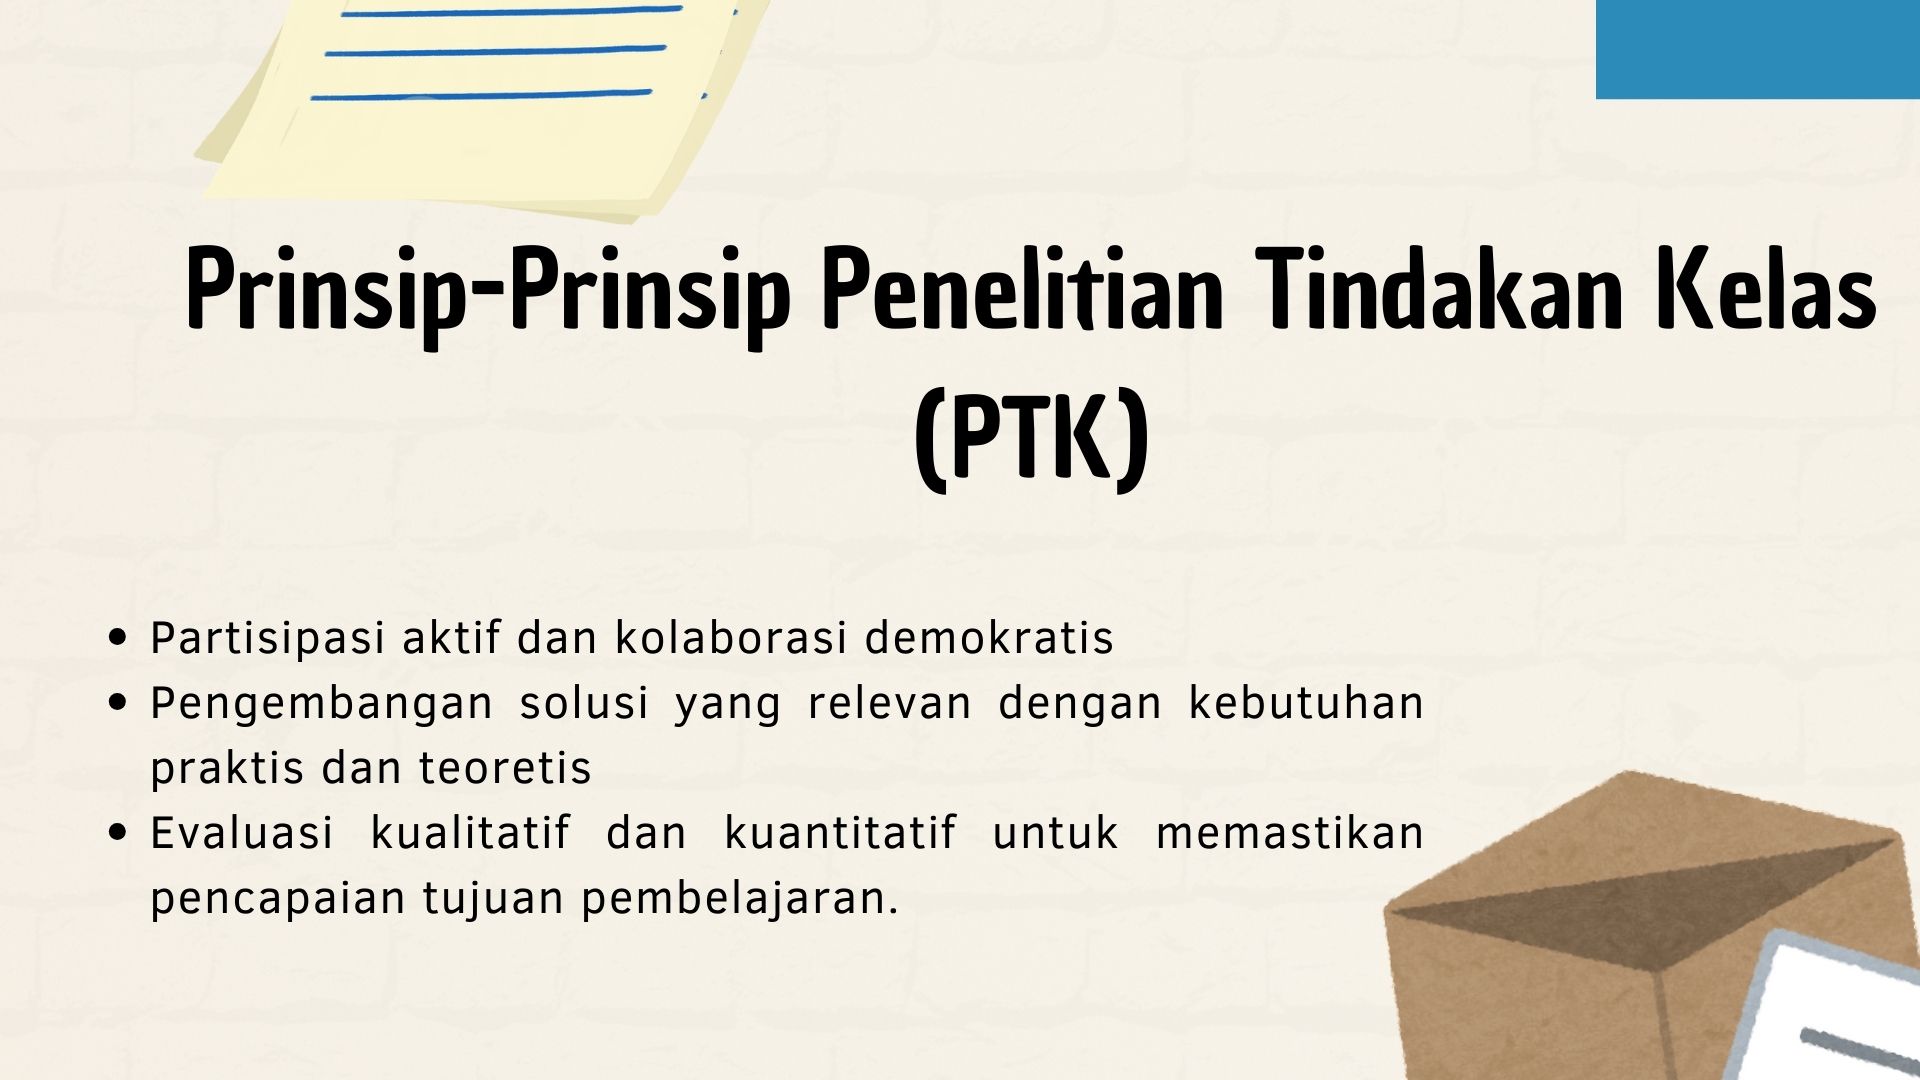 Prinsip-Prinsip Penelitian Tindakan Kelas
(PTK)
• Partisipasi aktif dan kolaborasi demokratis
• Pengembangan solusi yang relevan dengan kebutuhan
praktis dan teoretis
• Evaluasi kualitatif dan kuantitatif untuk memastikan
pencapaian tujuan pembelajaran.